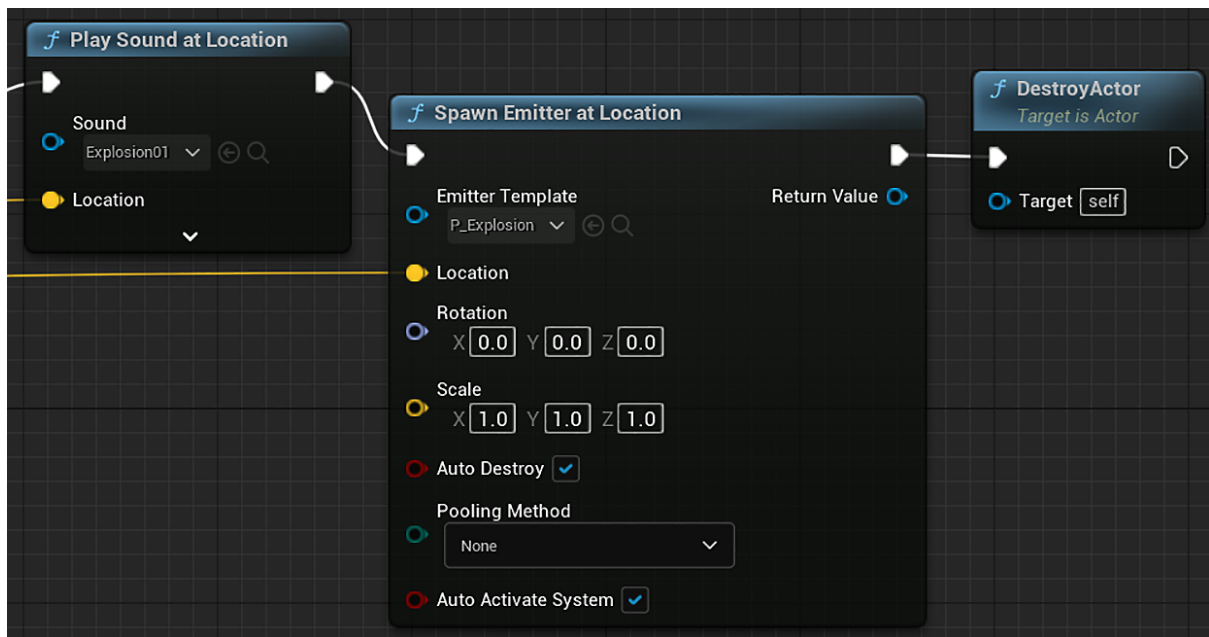 f Play Sound at Location
Sound
Explosion01
Location
f Spawn Emitter at Location
Emitter Template
P_Explosion
Return Value
Location
Rotation
X 0.0 Y 0.0 Z 0.0
Scale
X 1.0 Y 1.0 Z 1.0
Auto Destroy
Pooling Method
None
Auto Activate System
f DestroyActor
Target is Actor
Target self